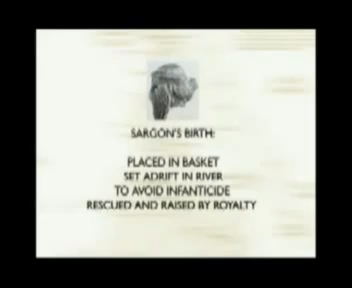 SARGON'S BIRTH:
PLACED IN BASKET
SET ADRIFT IN RIVER
TO AVOID INFANTICIDE
RESCUED AND RAISED BY ROYALTY